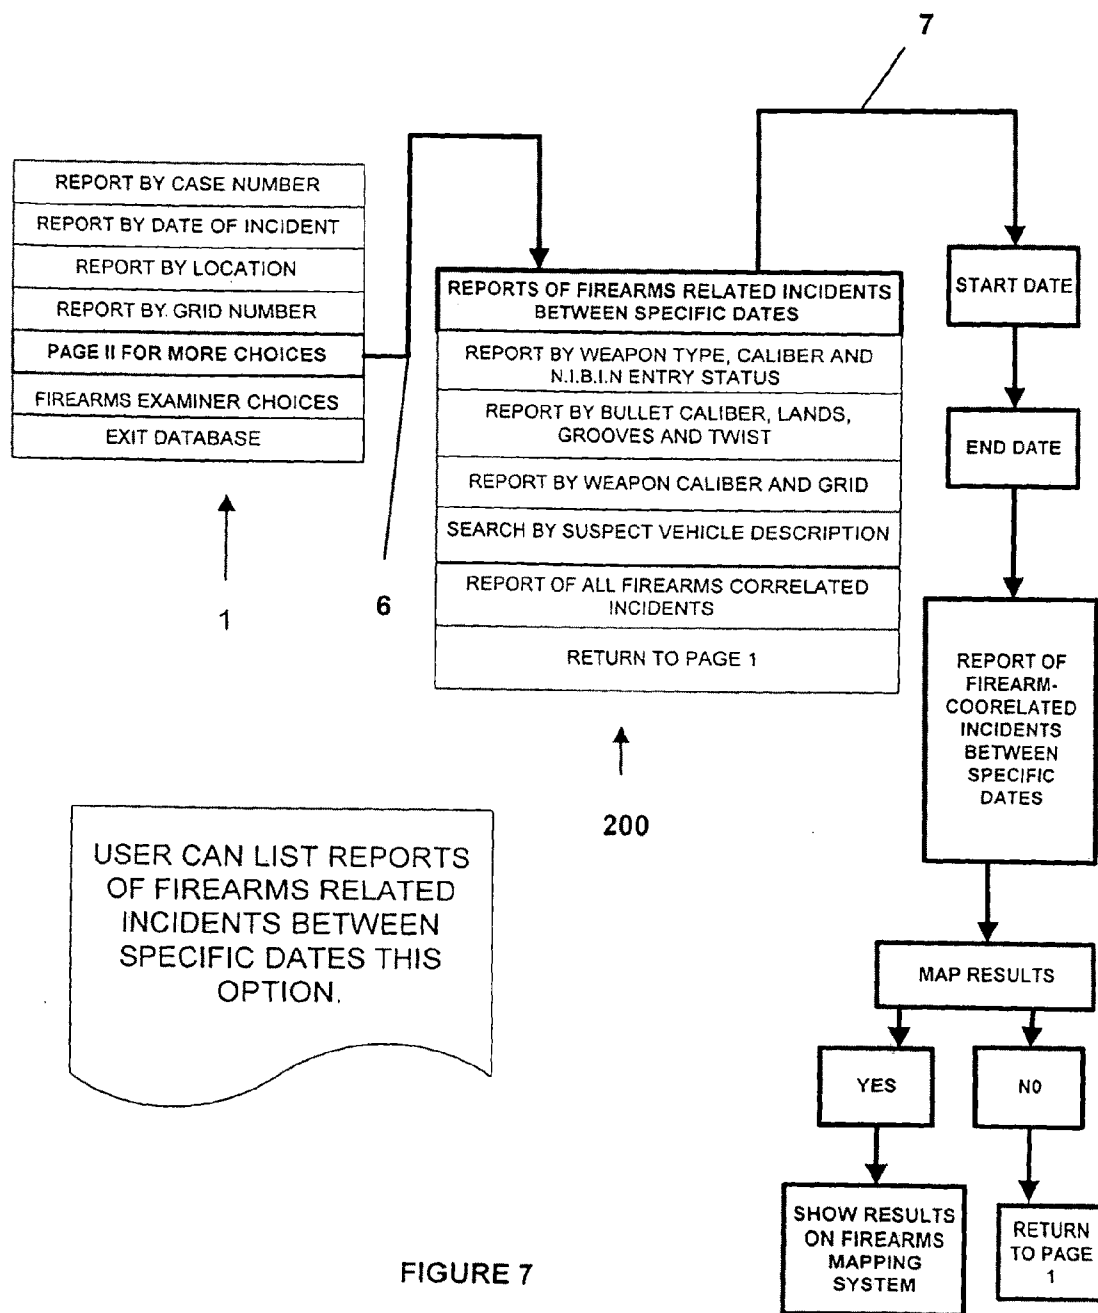 7
REPORT BY CASE NUMBER
REPORT BY DATE OF INCIDENT
REPORT BY LOCATION
REPORT BY GRID NUMBER
PAGE II FOR MORE CHOICES
FIREARMS EXAMINER CHOICES
EXIT DATABASE
1
6
REPORTS OF FIREARMS RELATED INCIDENTS
BETWEEN SPECIFIC DATES
REPORT BY WEAPON TYPE, CALIBER AND
N.I.B.I.N ENTRY STATUS
REPORT BY BULLET CALIBER, LANDS,
GROOVES AND TWIST
REPORT BY WEAPON CALIBER AND GRID
SEARCH BY SUSPECT VEHICLE DESCRIPTION
REPORT OF ALL FIREARMS CORRELATED
INCIDENTS
RETURN TO PAGE 1
200
START DATE
END DATE
REPORT OF
FIREARM-
COORELATED
INCIDENTS
BETWEEN
SPECIFIC
DATES
MAP RESULTS
YES
N0
SHOW RESULTS
ON FIREARMS
MAPPING
SYSTEM
RETURN
TO PAGE
1
USER CAN LIST REPORTS
OF FIREARMS RELATED
INCIDENTS BETWEEN
SPECIFIC DATES THIS
OPTION.
FIGURE 7